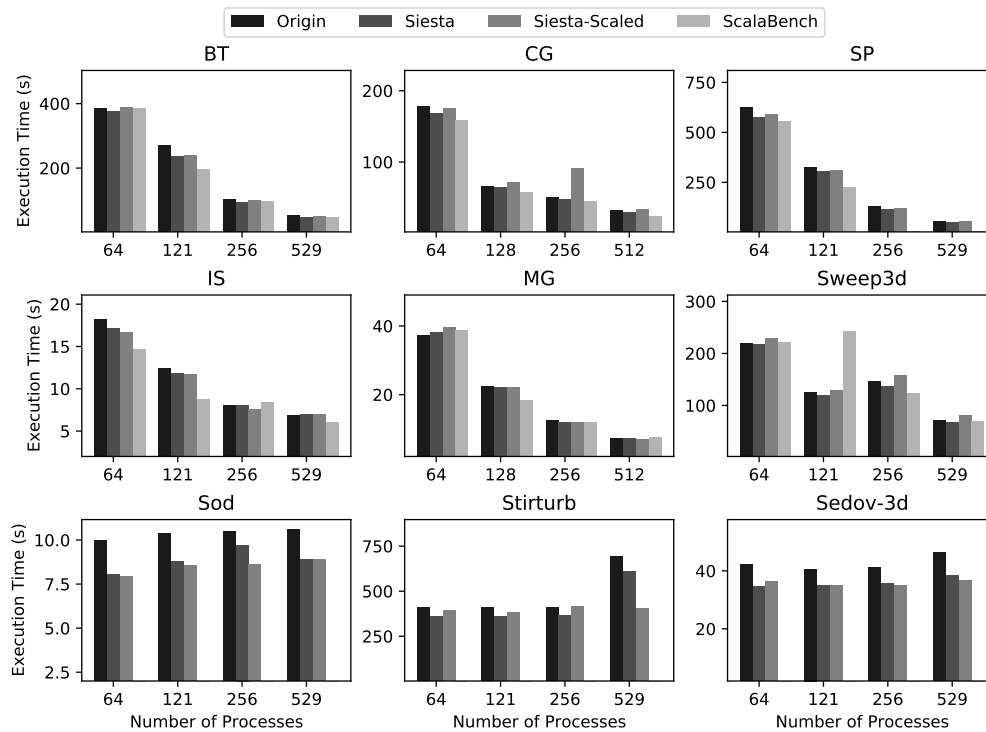 Origin Siesta Siesta-Scaled ScalaBench
BT CG SP
Execution Time (s)
400
200
64 121 256 529
200
100
64 128 256 512
750
500
250
64 121 256 529
IS MG Sweep3d
Execution Time (s)
20
15
10
5
64 121 256 529
40
20
64 128 256 512
300
200
100
64 121 256 529
Sod Stirturb Sedov-3d
Execution Time (s)
10.0
7.5
5.0
2.5
64 121 256 529
Number of Processes
750
500
250
64 121 256 529
Number of Processes
40
20
64 121 256 529
Number of Processes